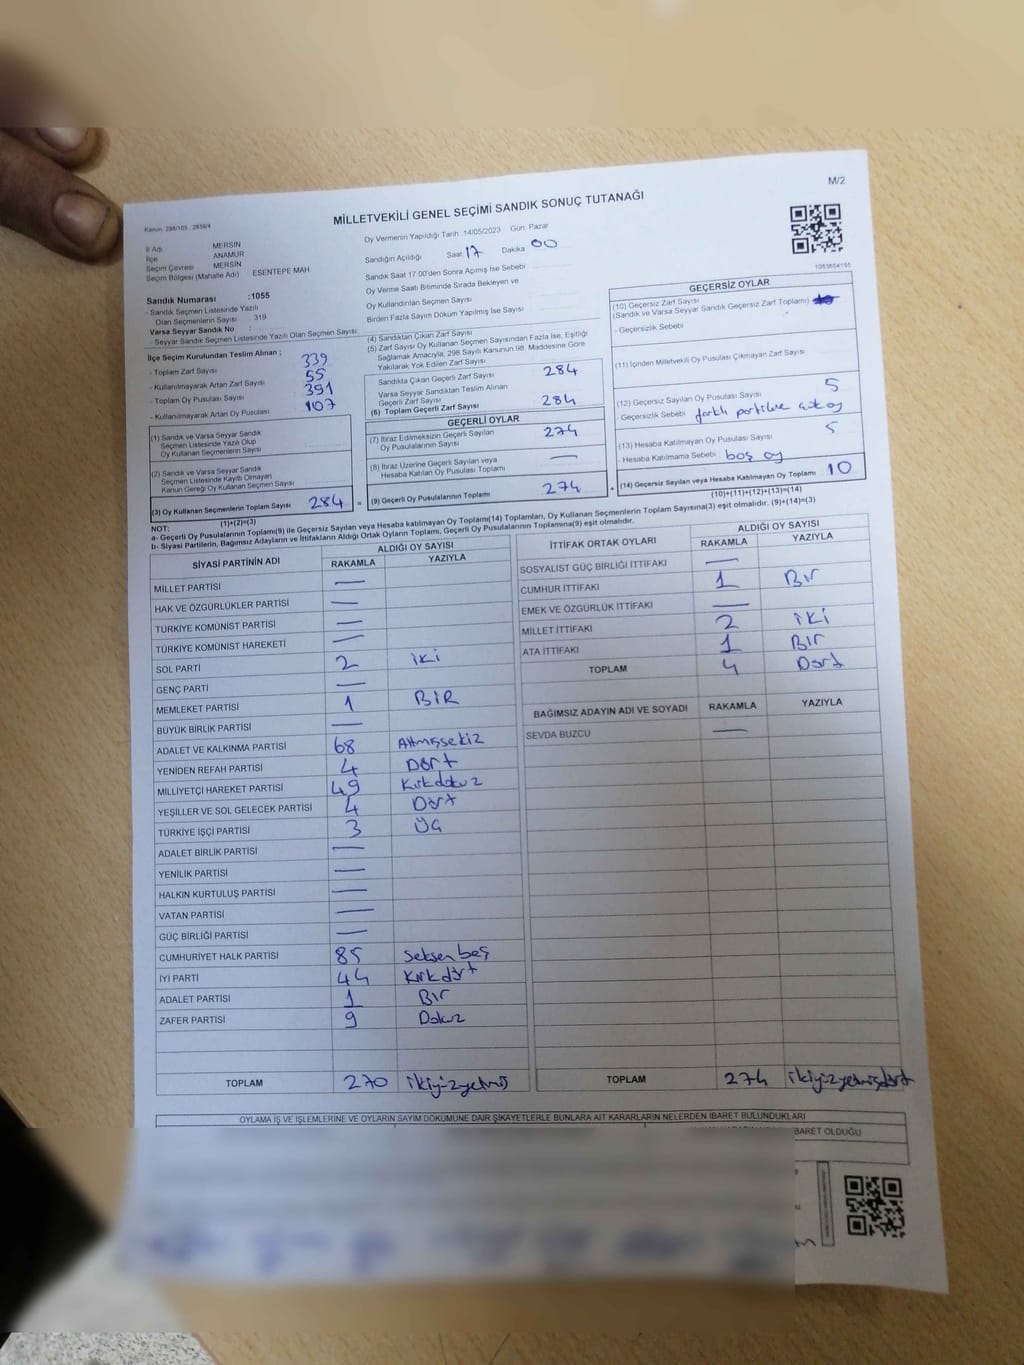 M/2
MİLLETVEKİLİ GENEL SEÇİMİ SANDIK SONUÇ TUTANAĞI
Kanun: 298/105 - 2839/4
İl Adı MERSİN
İlçe ANAMUR
Seçim Çevresi MERSİN
Seçim Bölgesi (Mahalle Adı) ESENTEPE MAH
Sandık Numarası :1055
- Sandık Seçmen Listesinde Yazılı
Olan Seçmenlerin Sayısı 319
Varsa Seyyar Sandık No :
Seyyar Sandık Seçmen Listesinde Yazılı Olan Seçmen Sayısı:
Oy Vermenin Yapıldığı Tarih 14/05/2023 Gün Pazar
Sandığın Açıldığı Saat 17 Dakika 00
Sandık Saat 17.00'den Sonra Açılmış İse Sebebi
Oy Verme Saati Bitiminde Sırada Bekleyen ve
Oy Kullandırılan Seçmen Sayısı
Birden Fazla Sayım Döküm Yapılmış İse Sayısı
1083654155
İlçe Seçim Kurulundan Teslim Alınan ;
- Toplam Zarf Sayısı 339
- Kullanılmayarak Artan Zarf Sayısı 55
- Toplam Oy Pusulası Sayısı 391
- Kullanılmayarak Artan Oy Pusulası 107
(1) Sandık ve Varsa Seyyar Sandık
Seçmen Listesinde Yazılı Olup
Oy Kullanan Seçmenlerin Sayısı
(2) Sandık ve Varsa Seyyar Sandık
Seçmen Listesinde Kayıtlı Olmayan
Kanun Gereği Oy Kullanan Seçmen Sayısı
(3) Oy Kullanan Seçmenlerin Toplam Sayısı 284 =
(1)+(2)=(3)
(4) Sandıktan Çıkan Zarf Sayısı
(5) Zarf Sayısı Oy Kullanan Seçmen Sayısından Fazla İse, Eşitliği
Sağlamak Amacıyla, 298 Sayılı Kanunun 98. Maddesine Göre
Yakılarak Yok Edilen Zarf Sayısı
Sandıkta Çıkan Geçerli Zarf Sayısı 284
Varsa Seyyar Sandıktan Teslim Alınan
Geçerli Zarf Sayısı
(6) Toplam Geçerli Zarf Sayısı 284
GEÇERLİ OYLAR
(7) İtiraz Edilmeksizin Geçerli Sayılan
Oy Pusulalarının Sayısı 274
(8) İtiraz Üzerine Geçerli Sayılan veya
Hesaba Katılan Oy Pusulası Toplamı —
(9) Geçerli Oy Pusulalarının Toplamı 274 +
GEÇERSİZ OYLAR
(10) Geçersiz Zarf Sayısı
(Sandık ve Varsa Seyyar Sandık Geçersiz Zarf Toplamı)
- Geçersizlik Sebebi
(11) İçinden Milletvekili Oy Pusulası Çıkmayan Zarf Sayısı
(12) Geçersiz Sayılan Oy Pusulası Sayısı 5
- Geçersizlik Sebebi farklı partilere
(13) Hesaba Katılmayan Oy Pusulası Sayısı 5
- Hesaba Katılmama Sebebi : boş oy
(14) Geçersiz Sayılan veya Hesaba Katılmayan Oy Toplamı 10
(10)+(11)+(12)+(13)=(14)
NOT:
a- Geçerli Oy Pusulalarının Toplamı(9) ile Geçersiz Sayılan veya Hesaba katılmayan Oy Toplamı(14) Toplamları, Oy Kullanan Seçmenlerin Toplam Sayısına(3) eşit olmalıdır. (9)+(14)=(3)
b- Siyasi Partilerin, Bağımsız Adayların ve İttifakların Aldığı Ortak Oyların Toplamı, Geçerli Oy Pusulalarının Toplamına(9) eşit olmalıdır.
SİYASİ PARTİNİN ADI ALDIĞI OY SAYISI
RAKAMLA YAZIYLA
MİLLET PARTİSİ —
HAK VE ÖZGÜRLÜKLER PARTİSİ —
TÜRKİYE KOMÜNİST PARTİSİ —
TÜRKİYE KOMÜNİST HAREKETİ —
SOL PARTİ 2 iki
GENÇ PARTİ —
MEMLEKET PARTİSİ 1 BİR
BÜYÜK BİRLİK PARTİSİ —
ADALET VE KALKINMA PARTİSİ 68 Altmışsekiz
YENİDEN REFAH PARTİSİ 4 Dört
MİLLİYETÇİ HAREKET PARTİSİ 49 Kırkdokuz
YEŞİLLER VE SOL GELECEK PARTİSİ 4 Dört
TÜRKİYE İŞÇİ PARTİSİ 3 Üç
ADALET BİRLİK PARTİSİ —
YENİLİK PARTİSİ —
HALKIN KURTULUŞ PARTİSİ —
VATAN PARTİSİ —
GÜÇ BİRLİĞİ PARTİSİ —
CUMHURİYET HALK PARTİSİ 85 Seksen beş
İYİ PARTİ 44 Kırkdört
ADALET PARTİSİ 1 Bir
ZAFER PARTİSİ 9 Dokuz
TOPLAM 270 ikiyüzyetmiş
İTTİFAK ORTAK OYLARI ALDIĞI OY SAYISI
RAKAMLA YAZIYLA
SOSYALİST GÜÇ BİRLİĞİ İTTİFAKI —
CUMHUR İTTİFAKI 1 Bir
EMEK VE ÖZGÜRLÜK İTTİFAKI —
MİLLET İTTİFAKI 2 iki
ATA İTTİFAKI 1 Bir
TOPLAM 4 Dört
BAĞIMSIZ ADAYIN ADI VE SOYADI RAKAMLA YAZIYLA
SEVDA BUZCU —
TOPLAM 274 ikiyüzyetmişdört
OYLAMA İŞ VE İŞLEMLERİNE VE OYLARIN SAYIM DÖKÜMÜNE DAİR ŞİKAYETLERLE BUNLARA AİT KARARLARIN NELERDEN İBARET BULUNDUKLARI
BARET OLDUĞU